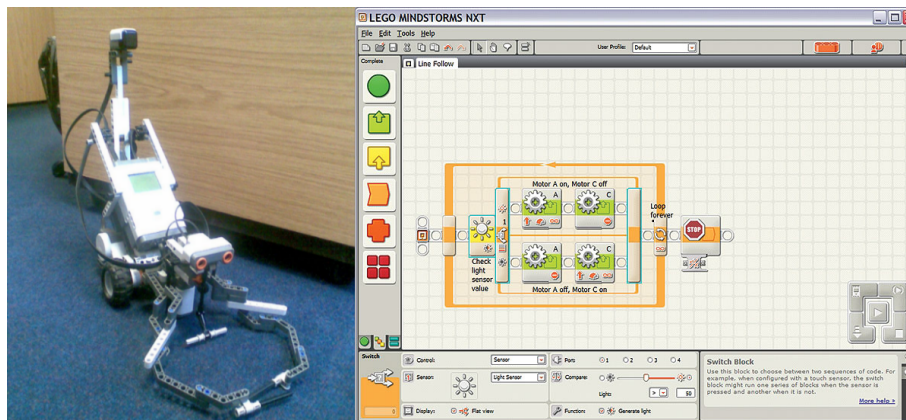 LEGO MINDSTORMS NXT
File Edit Tools Help
User Profile: Default
Complete
Line Follow
Motor A on, Motor C off
A C
Loop
forever
1
STOP
A C
Check
light
sensor
value
Motor A off, Motor C on
Switch
Control: Sensor
Port: 1 2 3 4
Switch Block
Sensor: Light Sensor
Compare:
Use this block to choose between two sequences of code. For
example, when configured with a touch sensor, the switch
block might run one series of blocks when the sensor is
pressed and another when it is not.
Lights > 50
Display: Flat view
Function: Generate light
More help »